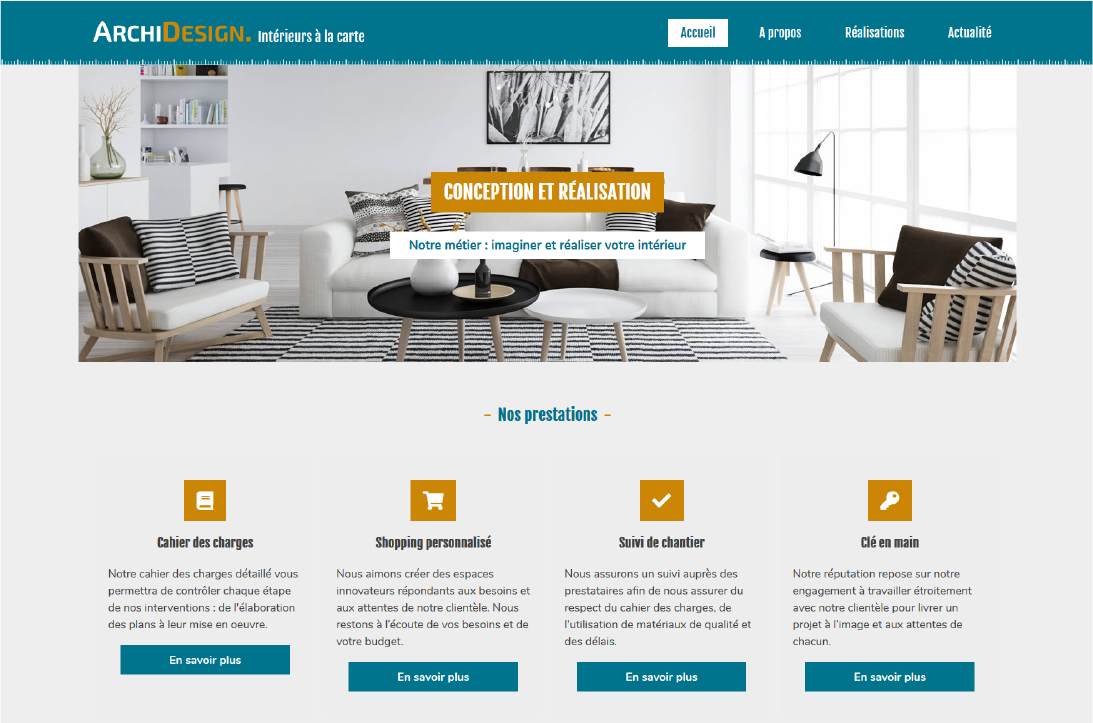 ARCHIDESIGN. Intérieurs à la carte
Accueil
A propos
Réalisations
Actualité
CONCEPTION ET RÉALISATION
Notre métier : imaginer et réaliser votre intérieur
– Nos prestations –
Cahier des charges
Notre cahier des charges détaillé vous
permettra de contrôler chaque étape
de nos interventions : de l'élaboration
des plans à leur mise en oeuvre.
En savoir plus
Shopping personnalisé
Nous aimons créer des espaces
innovateurs répondants aux besoins et
aux attentes de notre clientèle. Nous
restons à l'écoute de vos besoins et de
votre budget.
En savoir plus
Suivi de chantier
Nous assurons un suivi auprès des
prestataires afin de nous assurer du
respect du cahier des charges, de
l'utilisation de matériaux de qualité et
des délais.
En savoir plus
Clé en main
Notre réputation repose sur notre
engagement à travailler étroitement
avec notre clientèle pour livrer un
projet à l'image et aux attentes de
chacun.
En savoir plus